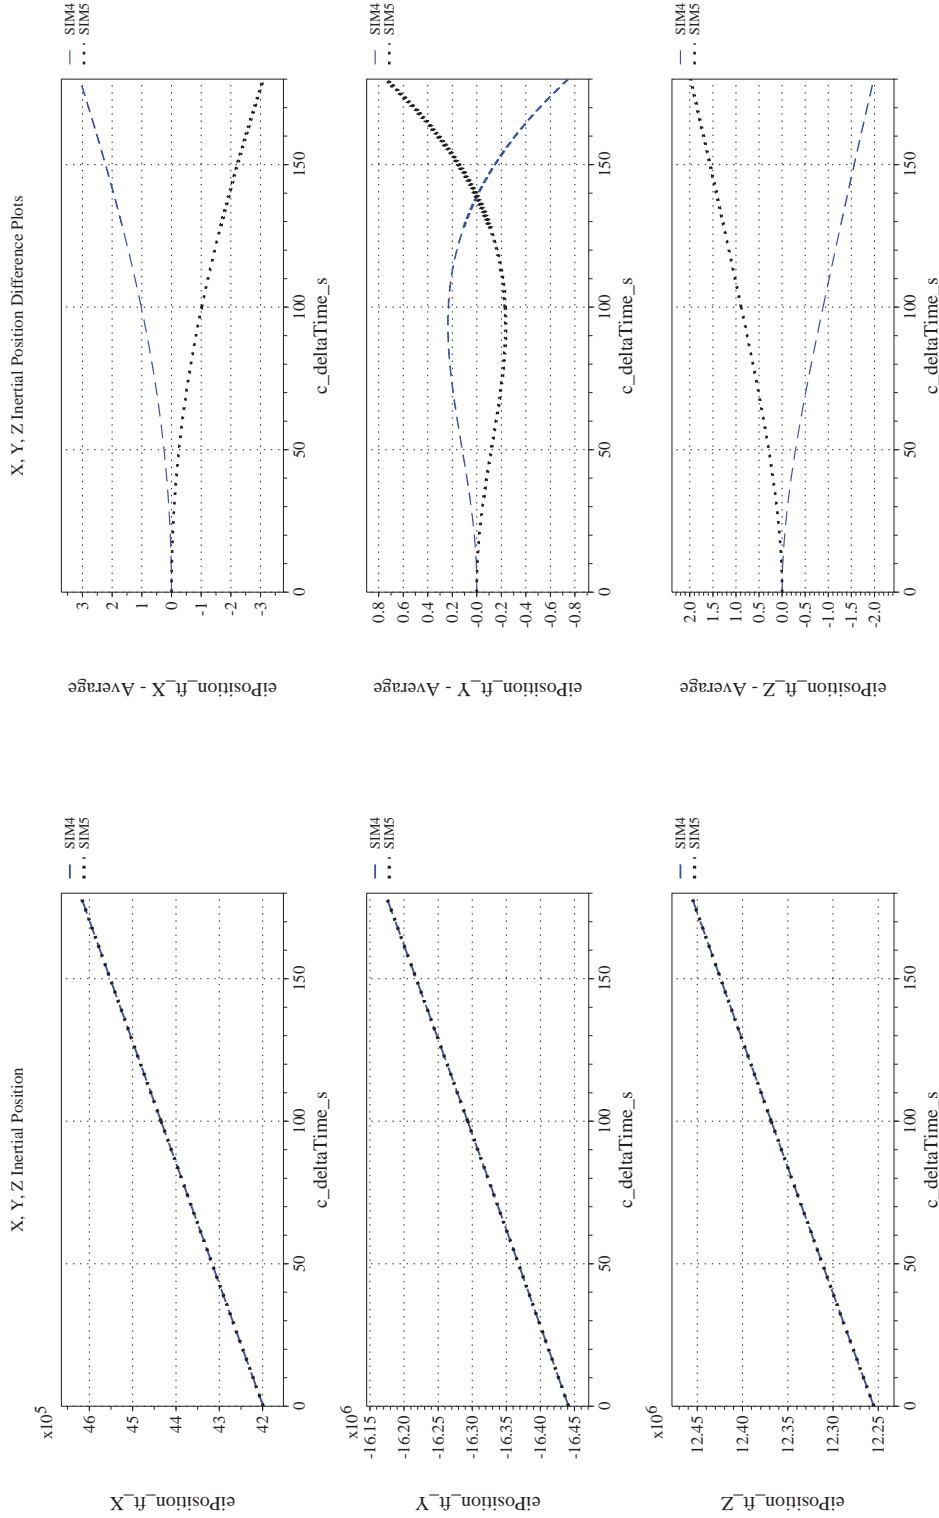 X, Y, Z Inertial Position
x10^5
46
45
44
43
42
0
50
100
150
c_deltaTime_s
eiPosition_ft_X
SIM4
SIM5
x10^6
-16.15
-16.20
-16.25
-16.30
-16.35
-16.40
-16.45
0
50
100
150
c_deltaTime_s
eiPosition_ft_Y
SIM4
SIM5
x10^6
12.45
12.40
12.35
12.30
12.25
0
50
100
150
c_deltaTime_s
eiPosition_ft_Z
SIM4
SIM5
X, Y, Z Inertial Position Difference Plots
3
2
1
0
-1
-2
-3
0
50
100
150
c_deltaTime_s
eiPosition_ft_X - Average
SIM4
SIM5
0.8
0.6
0.4
0.2
-0.0
-0.2
-0.4
-0.6
-0.8
0
50
100
150
c_deltaTime_s
eiPosition_ft_Y - Average
SIM4
SIM5
2.0
1.5
1.0
0.5
0.0
-0.5
-1.0
-1.5
-2.0
0
50
100
150
c_deltaTime_s
eiPosition_ft_Z - Average
SIM4
SIM5